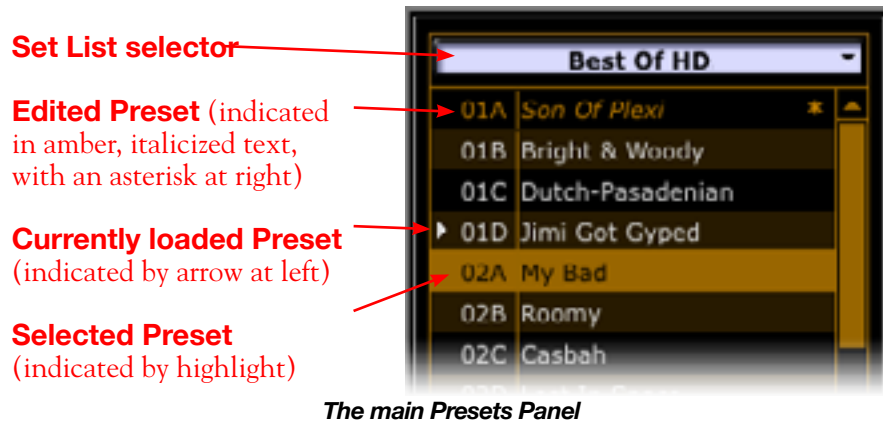 Set List selector
Best Of HD
Edited Preset (indicated
in amber, italicized text,
with an asterisk at right)
01A Son Of Plexi *
01B Bright & Woody
01C Dutch-Pasadenian
Currently loaded Preset
(indicated by arrow at left)
01D Jimi Got Gyped
02A My Bad
Selected Preset
(indicated by highlight)
02B Roomy
02C Casbah
The main Presets Panel